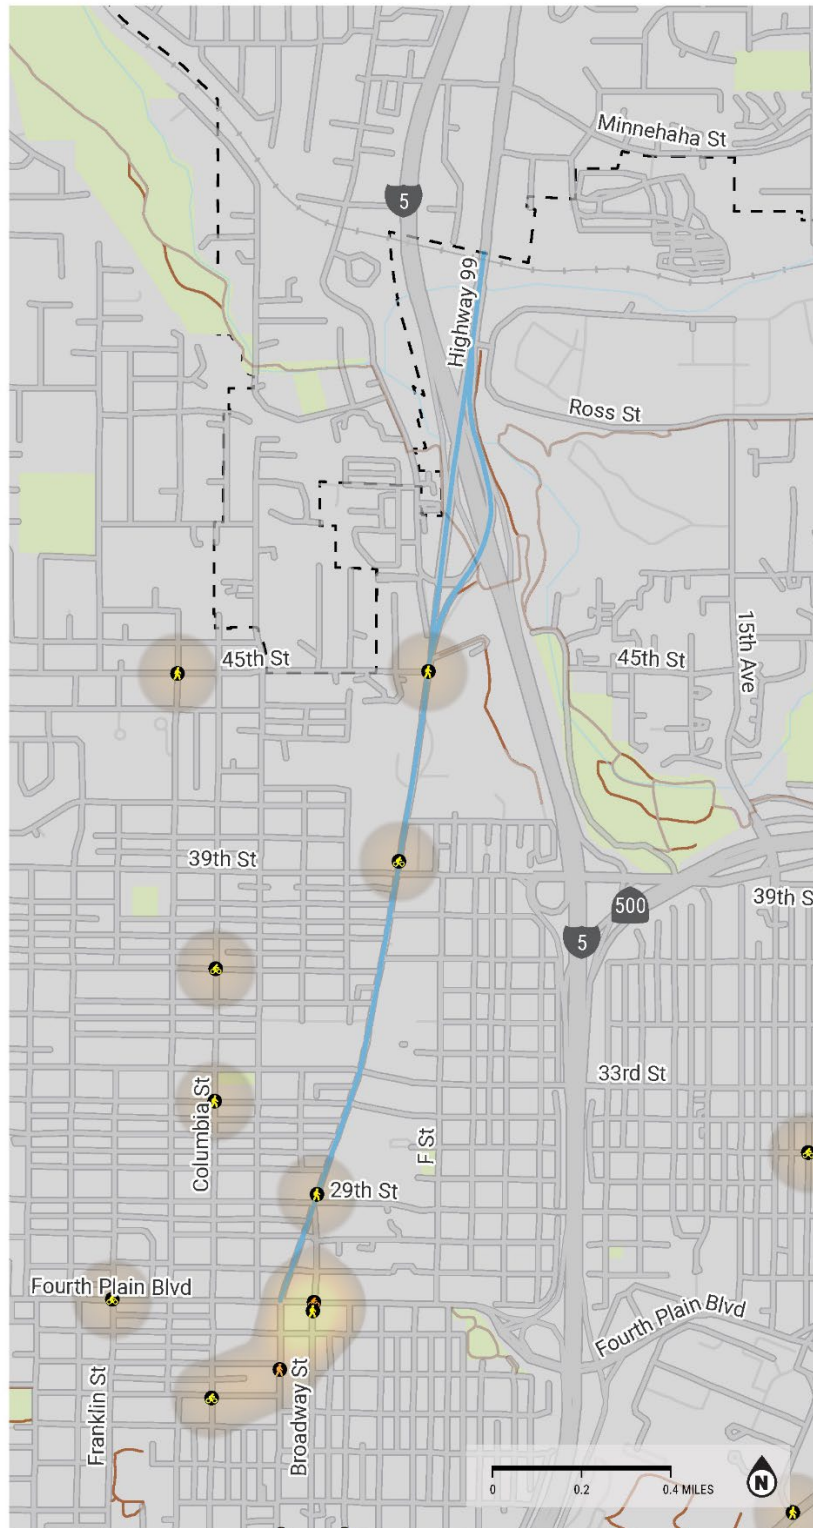 Minnehaha St
5
Highway 99
Ross St
45th St
45th St
15th Ave
39th St
500
39th S
5
33rd St
Columbia St
F St
29th St
Fourth Plain Blvd
Fourth Plain Blvd
Franklin St
Broadway St
0 0.2 0.4 MILES
N